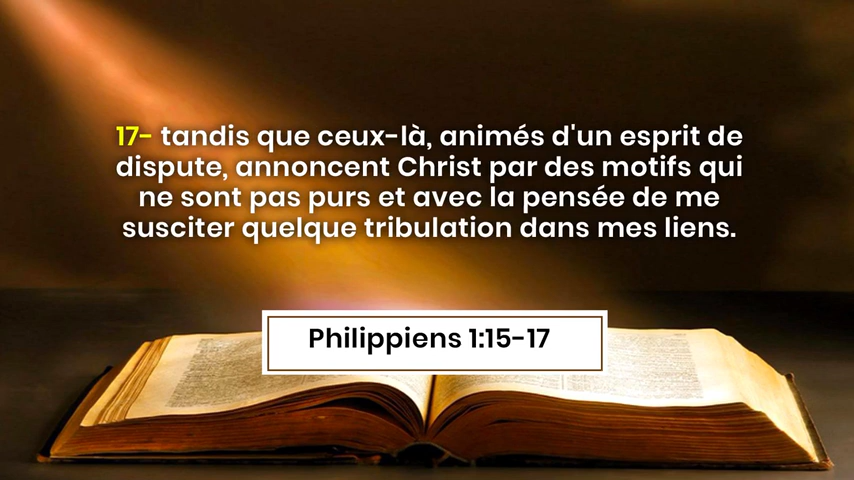 17- tandis que ceux-là, animés d'un esprit de
dispute, annoncent Christ par des motifs qui
ne sont pas purs et avec la pensée de me
susciter quelque tribulation dans mes liens.
Philippiens 1:15-17